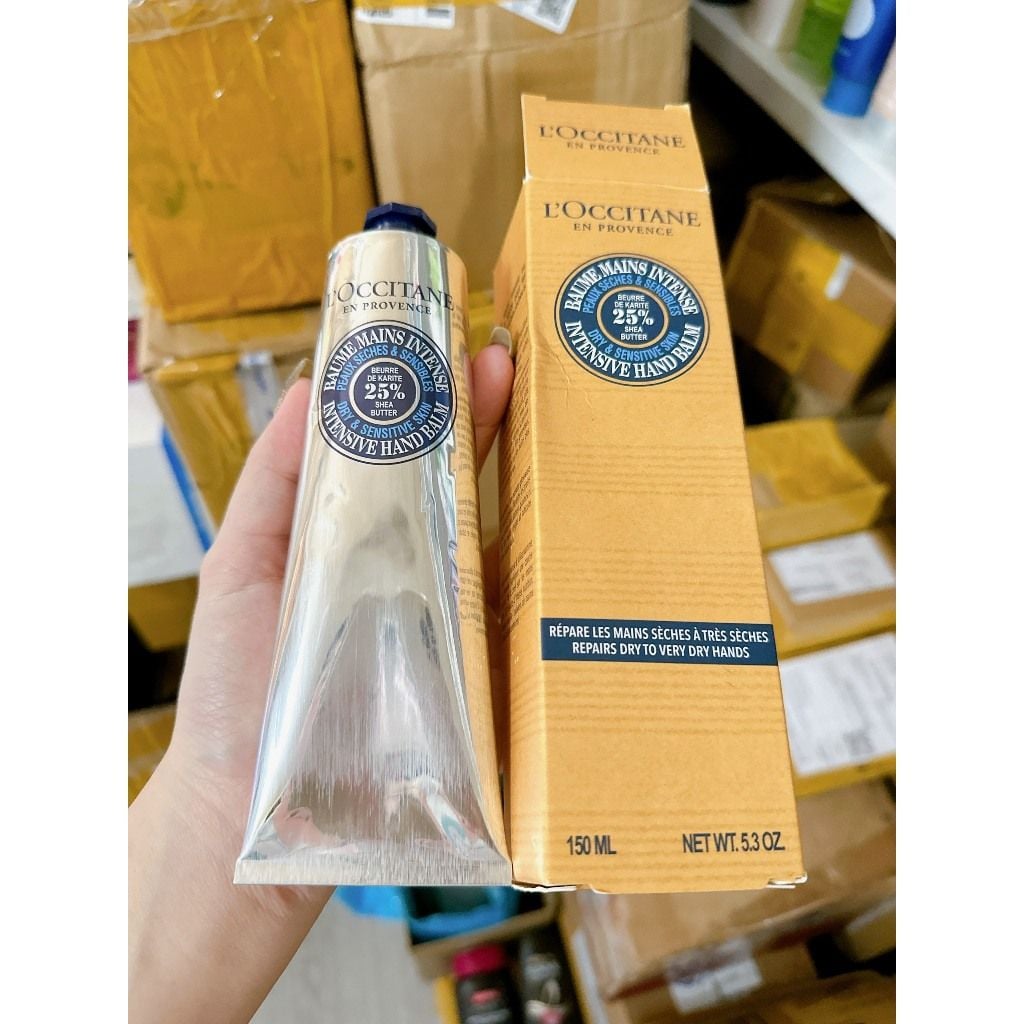 L'OCCITANE
EN PROVENCE
BAUME MAINS INTENSE
PEAUX SÈCHES & SENSIBLES
BEURRE
DE KARITÉ
25%
SHEA
BUTTER
DRY & SENSITIVE SKIN
INTENSIVE HAND BALM
L'OCCITANE
EN PROVENCE
L'OCCITANE
EN PROVENCE
BAUME MAINS INTENSE
PEAUX SÈCHES & SENSIBLES
BEURRE
DE KARITÉ
25%
SHEA
BUTTER
DRY & SENSITIVE SKIN
INTENSIVE HAND BALM
RÉPARE LES MAINS SÈCHES À TRÈS SÈCHES
REPAIRS DRY TO VERY DRY HANDS
150 ML
NET WT. 5.3 OZ.